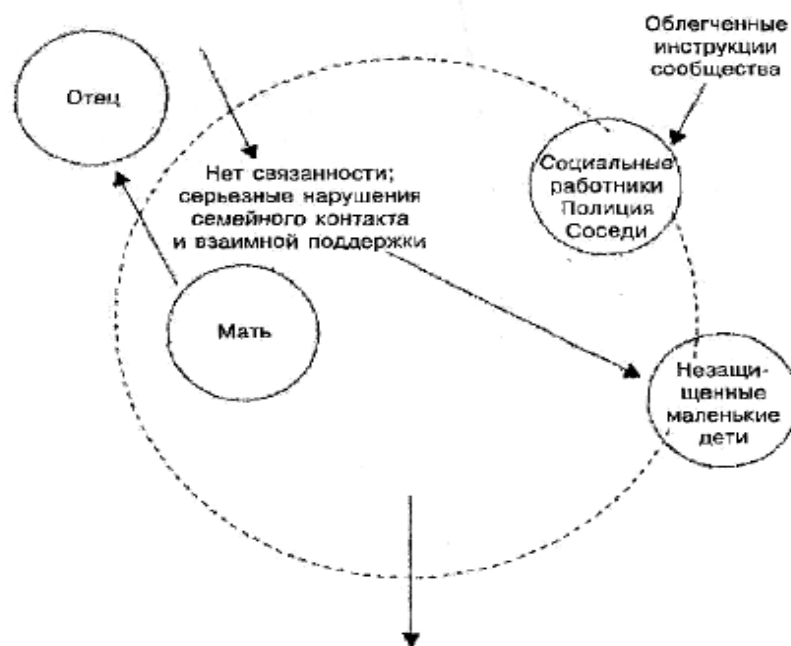 Облегченные
инструкции
сообщества
Отец
Социальные
работники
Полиция
Соседи
Нет связанности;
серьезные нарушения
семейного контакта
и взаимной поддержки
Мать
Незащи-
щенные
маленькие
дети